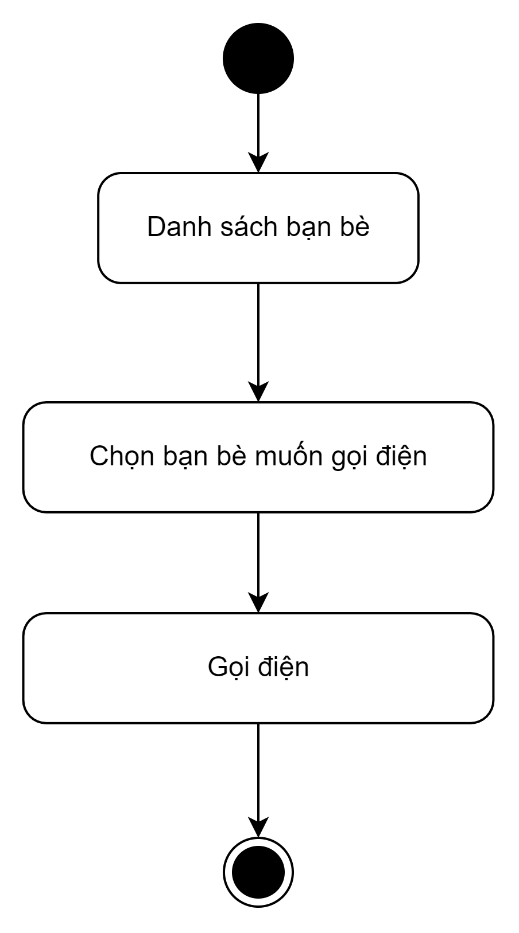 Danh sách bạn bè
Chọn bạn bè muốn gọi điện
Gọi điện